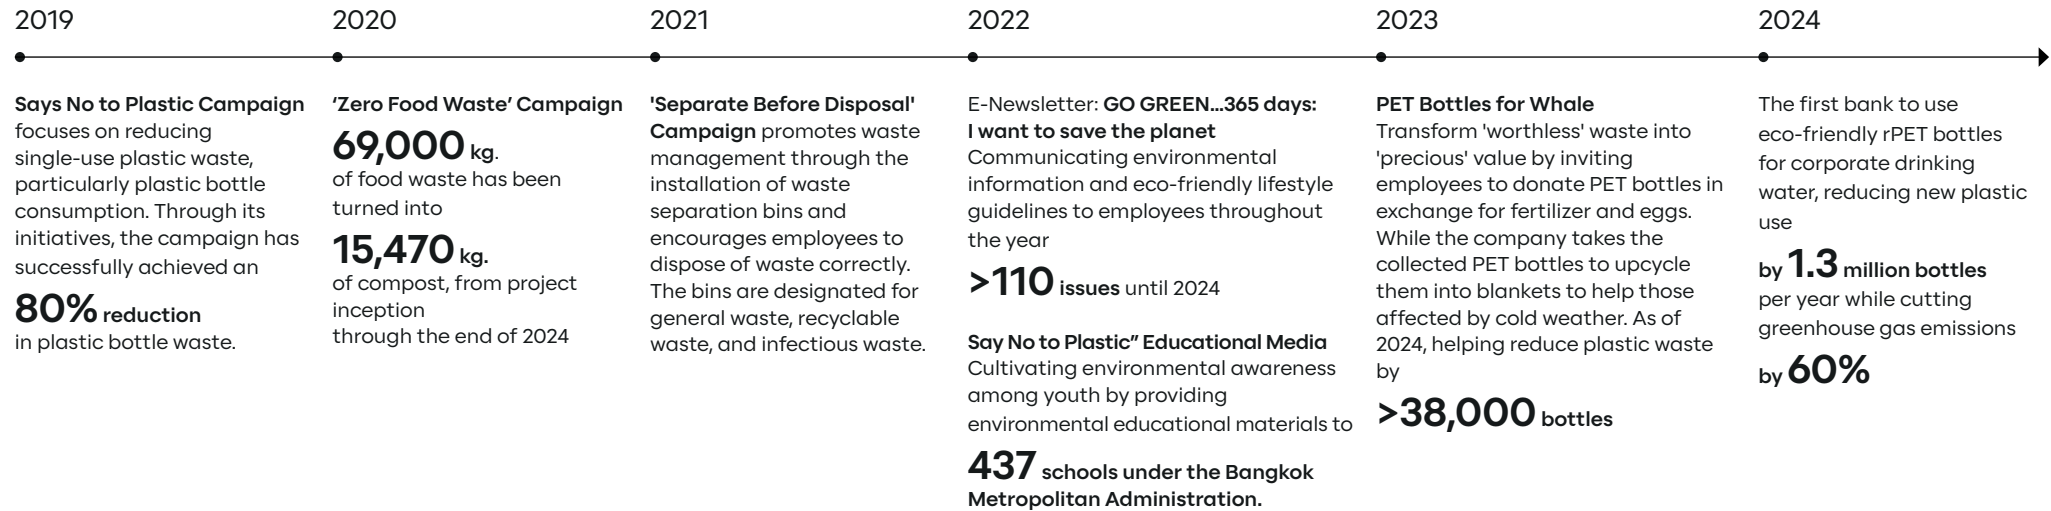 2019
Says No to Plastic Campaign
focuses on reducing
single-use plastic waste,
particularly plastic bottle
consumption. Through its
initiatives, the campaign has
successfully achieved an
80% reduction
in plastic bottle waste.
2020
‘Zero Food Waste’ Campaign
69,000 kg.
of food waste has been
turned into
15,470 kg.
of compost, from project
inception
through the end of 2024
2021
'Separate Before Disposal'
Campaign promotes waste
management through the
installation of waste
separation bins and
encourages employees to
dispose of waste correctly.
The bins are designated for
general waste, recyclable
waste, and infectious waste.
2022
E-Newsletter: GO GREEN...365 days:
I want to save the planet
Communicating environmental
information and eco-friendly lifestyle
guidelines to employees throughout
the year
>110 issues until 2024
Say No to Plastic” Educational Media
Cultivating environmental awareness
among youth by providing
environmental educational materials to
437 schools under the Bangkok
Metropolitan Administration.
2023
PET Bottles for Whale
Transform 'worthless' waste into
'precious' value by inviting
employees to donate PET bottles in
exchange for fertilizer and eggs.
While the company takes the
collected PET bottles to upcycle
them into blankets to help those
affected by cold weather. As of
2024, helping reduce plastic waste
by
>38,000 bottles
2024
The first bank to use
eco-friendly rPET bottles
for corporate drinking
water, reducing new plastic
use
by 1.3 million bottles
per year while cutting
greenhouse gas emissions
by 60%